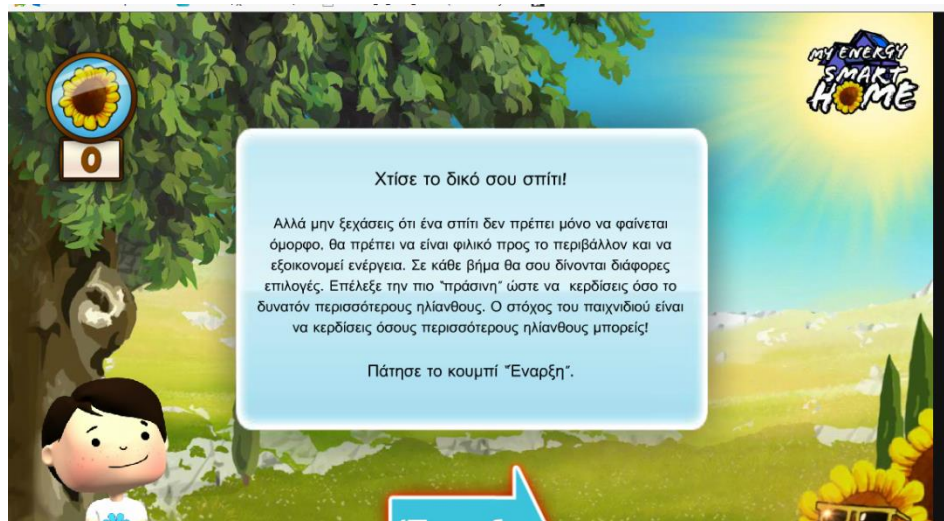 MY ENERGY
SMART
HOME
0
Χτίσε το δικό σου σπίτι!
Αλλά μην ξεχάσεις ότι ένα σπίτι δεν πρέπει μόνο να φαίνεται
όμορφο, θα πρέπει να είναι φιλικό προς το περιβάλλον και να
εξοικονομεί ενέργεια. Σε κάθε βήμα θα σου δίνονται διάφορες
επιλογές. Επέλεξε την πιο "πράσινη" ώστε να κερδίσεις όσο το
δυνατόν περισσότερους ηλίανθους. Ο στόχος του παιχνιδιού είναι
να κερδίσεις όσους περισσότερους ηλίανθους μπορείς!
Πάτησε το κουμπί "Έναρξη".